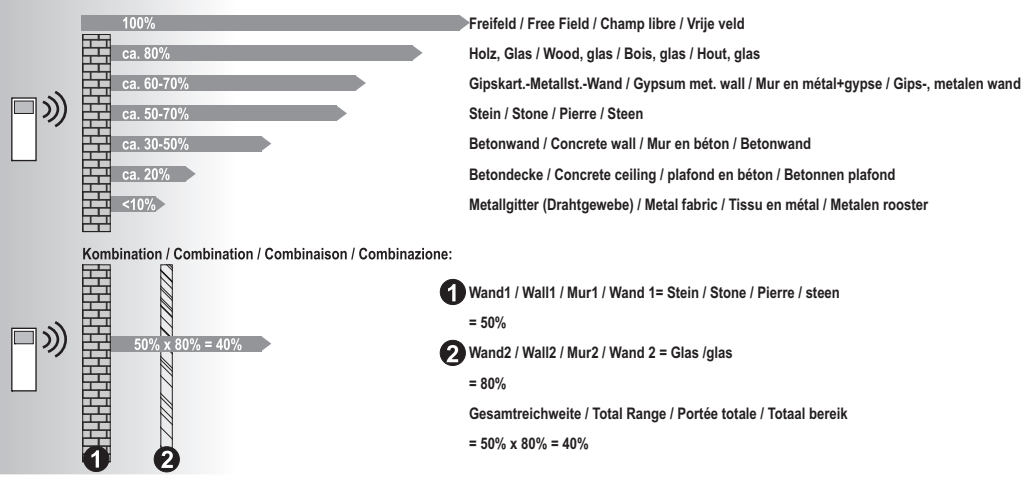 100% Freifeld / Free Field / Champ libre / Vrije veld
ca. 80% Holz, Glas / Wood, glas / Bois, glas / Hout, glas
ca. 60-70% Gipskart.-Metallst.-Wand / Gypsum met. wall / Mur en métal+gypse / Gips-, metalen wand
ca. 50-70% Stein / Stone / Pierre / Steen
ca. 30-50% Betonwand / Concrete wall / Mur en béton / Betonwand
ca. 20% Betondecke / Concrete ceiling / plafond en béton / Betonnen plafond
<10% Metallgitter (Drahtgewebe) / Metal fabric / Tissu en métal / Metalen rooster
Kombination / Combination / Combinaison / Combinazione:
1 Wand1 / Wall1 / Mur1 / Wand 1= Stein / Stone / Pierre / steen
= 50%
50% x 80% = 40%
2 Wand2 / Wall2 / Mur2 / Wand 2 = Glas /glas
= 80%
Gesamtreichweite / Total Range / Portée totale / Totaal bereik
= 50% x 80% = 40%
1 2